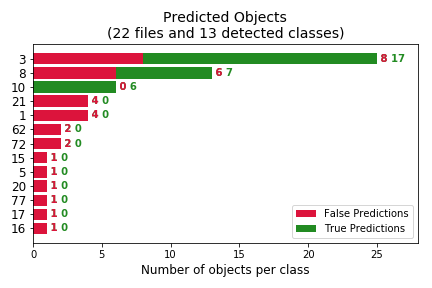 Predicted Objects
(22 files and 13 detected classes)
3 8 17
8 6 7
10 0 6
21 4 0
1 4 0
62 2 0
72 2 0
15 1 0
5 1 0
20 1 0
77 1 0
17 1 0
16 1 0
False Predictions
True Predictions
0 5 10 15 20 25
Number of objects per class